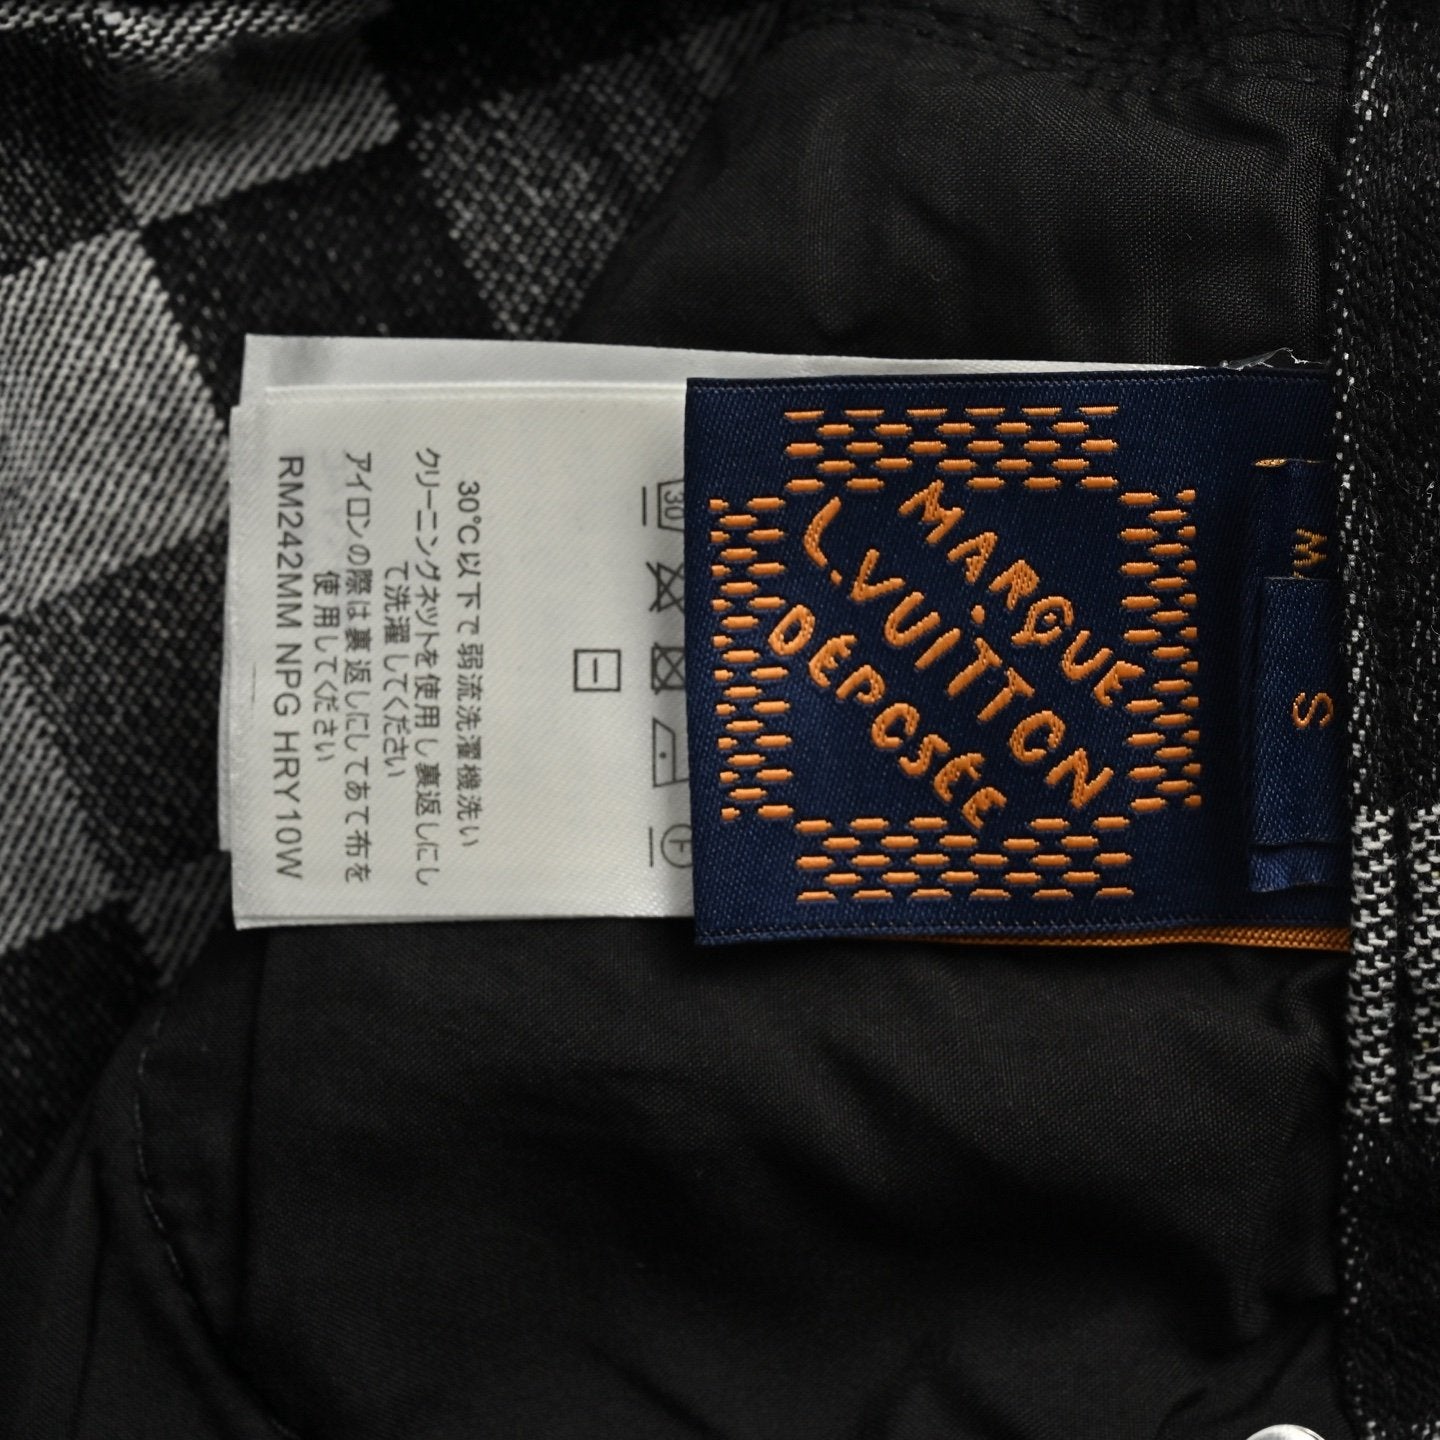 30℃以下で弱流洗濯機洗い
クリーニングネットを使用し裏返しにし
て洗濯してください
アイロンの際は裏返しにしてあて布を
使用してください
RM242MM NPG HRY10W
30
F
MARQUE
L.VUITTON
DÉPOSÉE
S